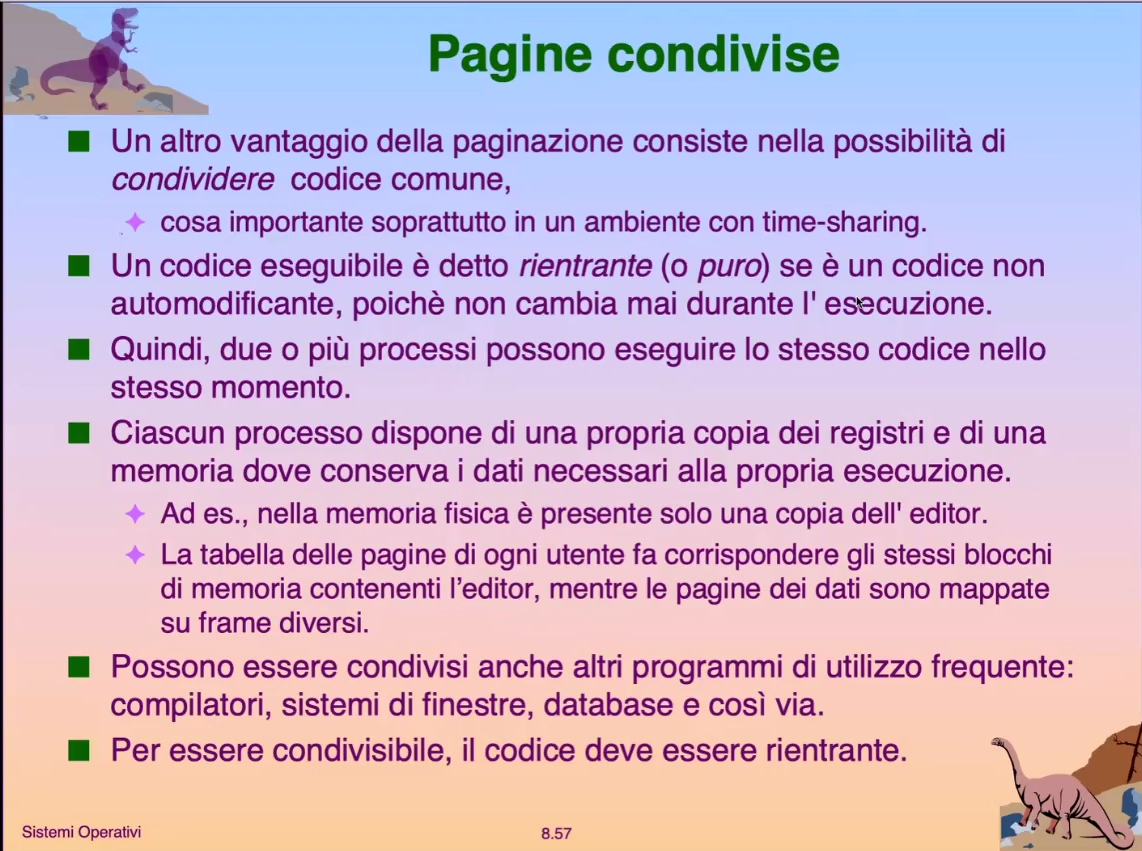 Pagine condivise
Un altro vantaggio della paginazione consiste nella possibilità di
condividere codice comune,
cosa importante soprattutto in un ambiente con time-sharing.
Un codice eseguibile è detto rientrante (o puro) se è un codice non
automodificante, poichè non cambia mai durante l' esecuzione.
Quindi, due o più processi possono eseguire lo stesso codice nello
stesso momento.
Ciascun processo dispone di una propria copia dei registri e di una
memoria dove conserva i dati necessari alla propria esecuzione.
Ad es., nella memoria fisica è presente solo una copia dell' editor.
La tabella delle pagine di ogni utente fa corrispondere gli stessi blocchi
di memoria contenenti l’editor, mentre le pagine dei dati sono mappate
su frame diversi.
Possono essere condivisi anche altri programmi di utilizzo frequente:
compilatori, sistemi di finestre, database e così via.
Per essere condivisibile, il codice deve essere rientrante.
Sistemi Operativi
8.57